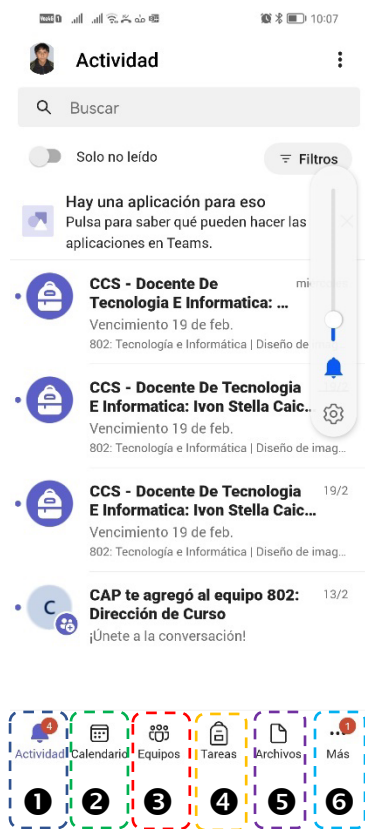 10:07
Actividad
Buscar
Solo no leído
Filtros
Hay una aplicación para eso
Pulsa para saber qué pueden hacer las
aplicaciones en Teams.
CCS - Docente De
Tecnologia E Informatica: ...
Vencimiento 19 de feb.
802: Tecnología e Informática | Diseño de
CCS - Docente De Tecnologia
E Informatica: Ivon Stella Caic...
Vencimiento 19 de feb.
802: Tecnología e Informática | Diseño de imag...
CCS - Docente De Tecnologia 19/2
E Informatica: Ivon Stella Caic...
Vencimiento 19 de feb.
802: Tecnología e Informática | Diseño de imag...
C
CAP te agregó al equipo 802: 13/2
Dirección de Curso
¡Únete a la conversación!
4 1
Actividad Calendario Equipos Tareas Archivos Más
1 2 3 4 5 6